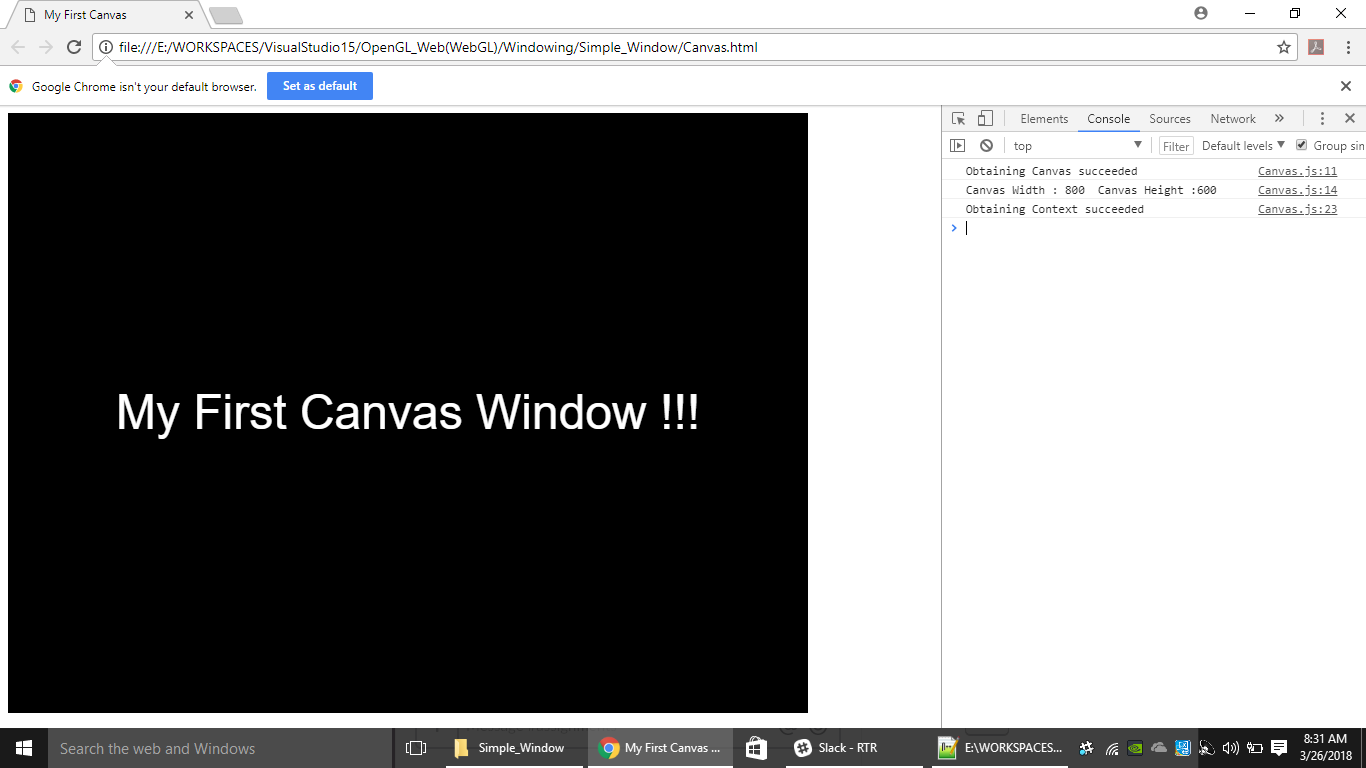 My First Canvas
file:///E:/WORKSPACES/VisualStudio15/OpenGL_Web(WebGL)/Windowing/Simple_Window/Canvas.html
Google Chrome isn't your default browser. Set as default
Elements Console Sources Network »
top Filter Default levels Group sin
Obtaining Canvas succeeded Canvas.js:11
Canvas Width : 800 Canvas Height :600 Canvas.js:14
Obtaining Context succeeded Canvas.js:23
My First Canvas Window !!!
Search the web and Windows Simple_Window My First Canvas ... Slack - RTR E:\WORKSPACES... 8:31 AM
3/26/2018